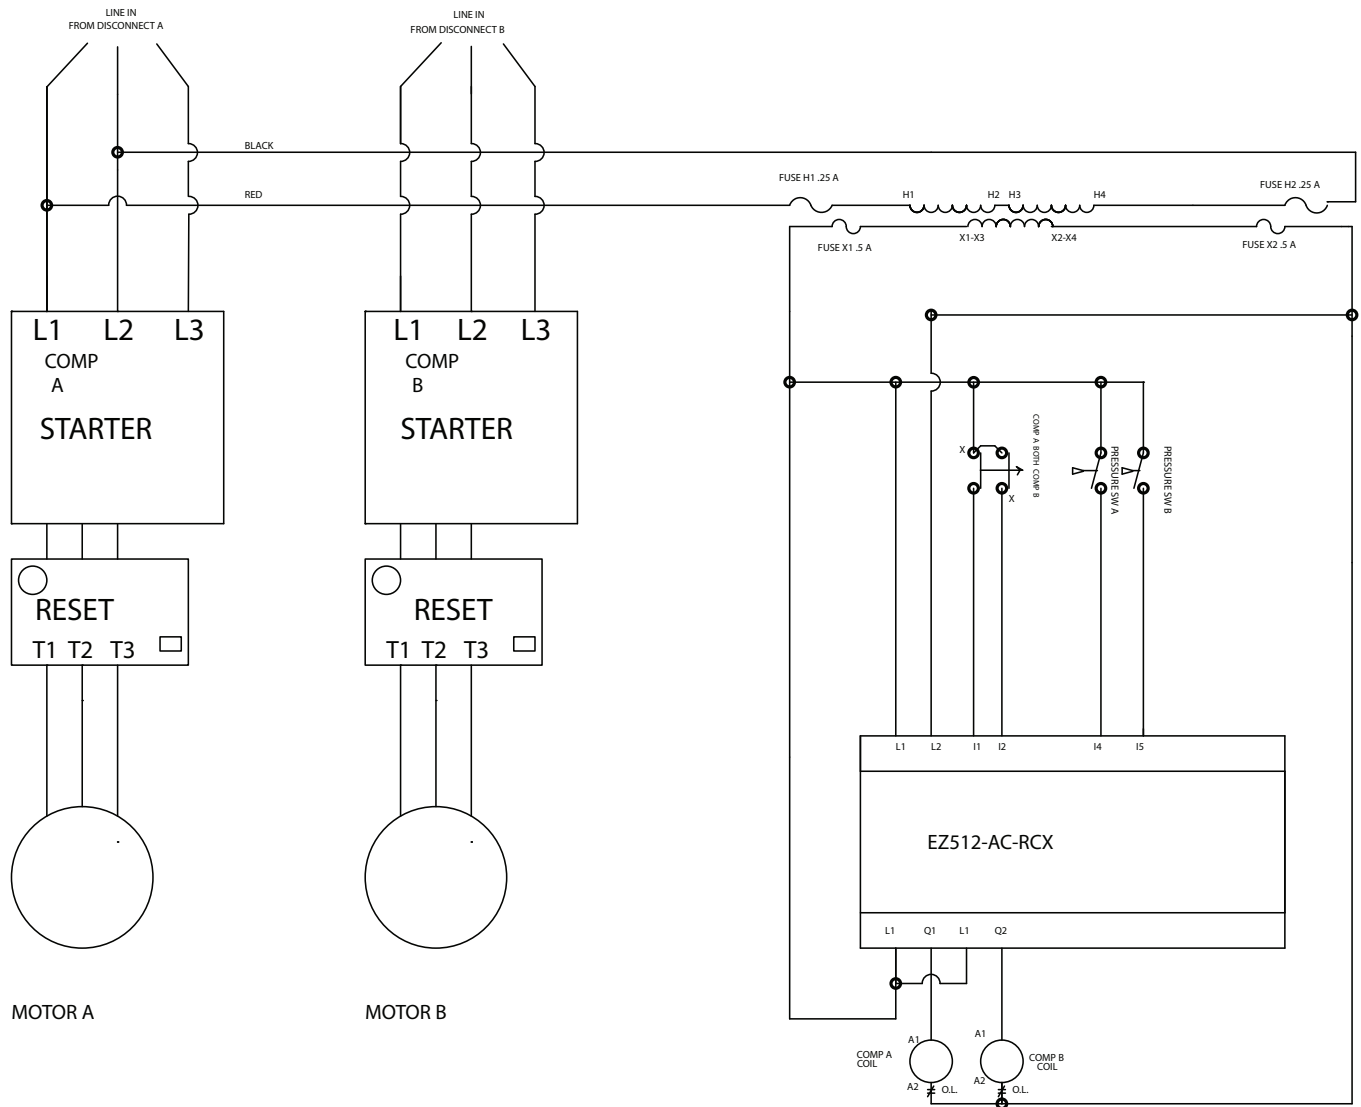 LINE IN
FROM DISCONNECT A
LINE IN
FROM DISCONNECT B
BLACK
RED
FUSE H1 .25 A
H1
H2
H3
H4
FUSE H2 .25 A
FUSE X1 .5 A
X1-X3
X2-X4
FUSE X2 .5 A
L1
L2
L3
COMP
A
STARTER
L1
L2
L3
COMP
B
STARTER
X
X
COMP A BOTH COMP B
PRESSURE SW A
PRESSURE SW B
RESET
T1
T2
T3
RESET
T1
T2
T3
L1
L2
I1
I2
I4
I5
EZ512-AC-RCX
L1
Q1
L1
Q2
MOTOR A
MOTOR B
A1
A1
COMP A
COIL
COMP B
COIL
A2
O.L.
A2
O.L.